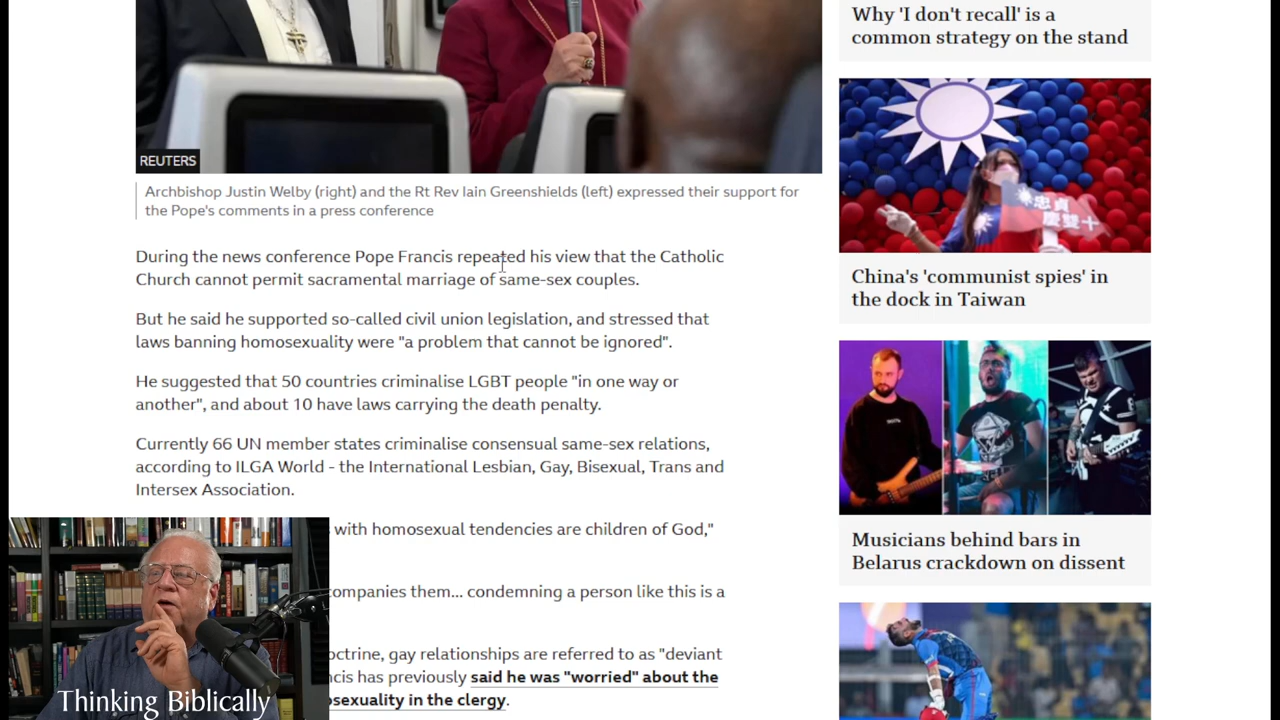 REUTERS
Archbishop Justin Welby (right) and the Rt Rev Iain Greenshields (left) expressed their support for
the Pope's comments in a press conference
During the news conference Pope Francis repeated his view that the Catholic
Church cannot permit sacramental marriage of same-sex couples.
But he said he supported so-called civil union legislation, and stressed that
laws banning homosexuality were "a problem that cannot be ignored".
He suggested that 50 countries criminalise LGBT people "in one way or
another", and about 10 have laws carrying the death penalty.
Currently 66 UN member states criminalise consensual same-sex relations,
according to ILGA World - the International Lesbian, Gay, Bisexual, Trans and
Intersex Association.
with homosexual tendencies are children of God,"
companies them... condemning a person like this is a
octrine, gay relationships are referred to as "deviant
ncis has previously said he was "worried" about the
osexuality in the clergy.
Thinking Biblically
Why 'I don't recall' is a
common strategy on the stand
忠貞
慶雙十
China's 'communist spies' in
the dock in Taiwan
Musicians behind bars in
Belarus crackdown on dissent